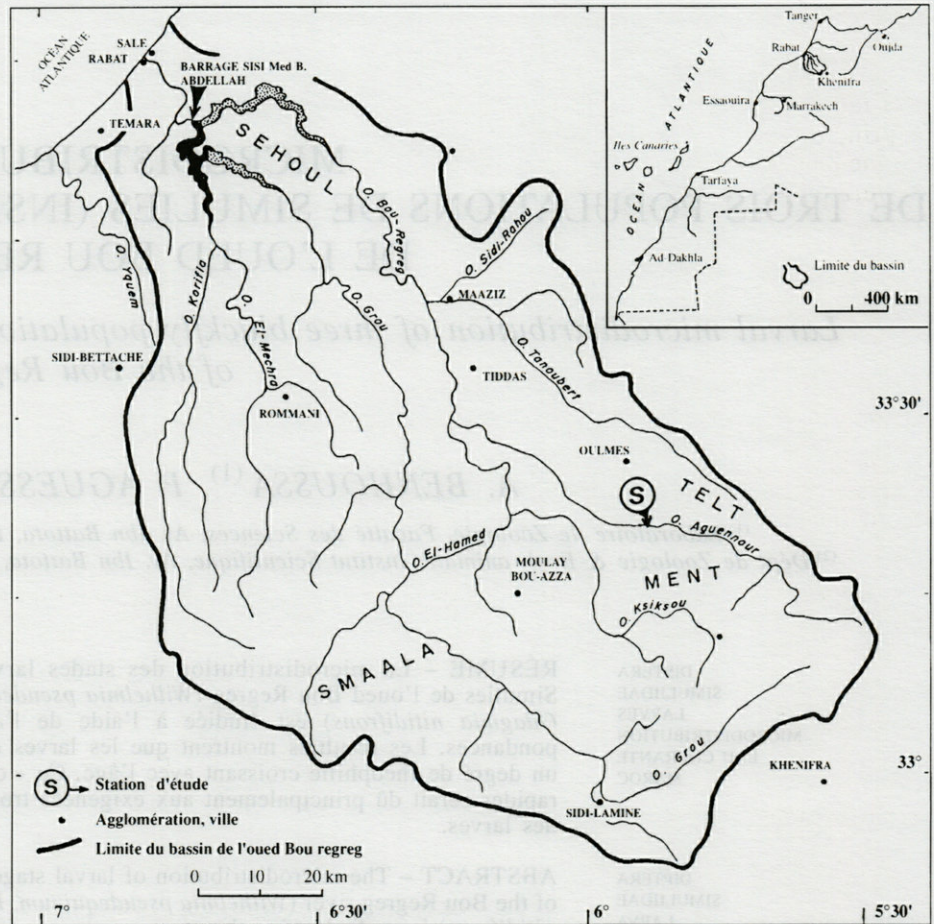 OCÉAN
ATLANTIQUE
SALE
RABAT
BARRAGE SISI Med B.
ABDELLAH
TEMARA
SEHOUL
O. Bou-Regreg
O. Sidi-Rahou
MAAZIZ
O. Yquem
O. Korifla
O. El-Mechra
O. Grou
O. Tanoubert
SIDI-BETTACHE
TIDDAS
ROMMANI
33°30'
OULMES
S
TELT
O. Aguennour
O. El-Hamed
MOULAY
BOU-AZZA
MENT
O. Ksiksou
SMAALA
O. Grou
KHENIFRA
33°
SIDI-LAMINE
S Station d'étude
Agglomération, ville
Limite du bassin de l'oued Bou regreg
0 10 20 km
7° 6°30' 6° 5°30'
Tanger
Rabat
Oujda
Khenifra
Essaouira
Marrakech
OCÉAN ATLANTIQUE
Iles Canaries
Tarfaya
Ad-Dakhla
Limite du bassin
0 400 km